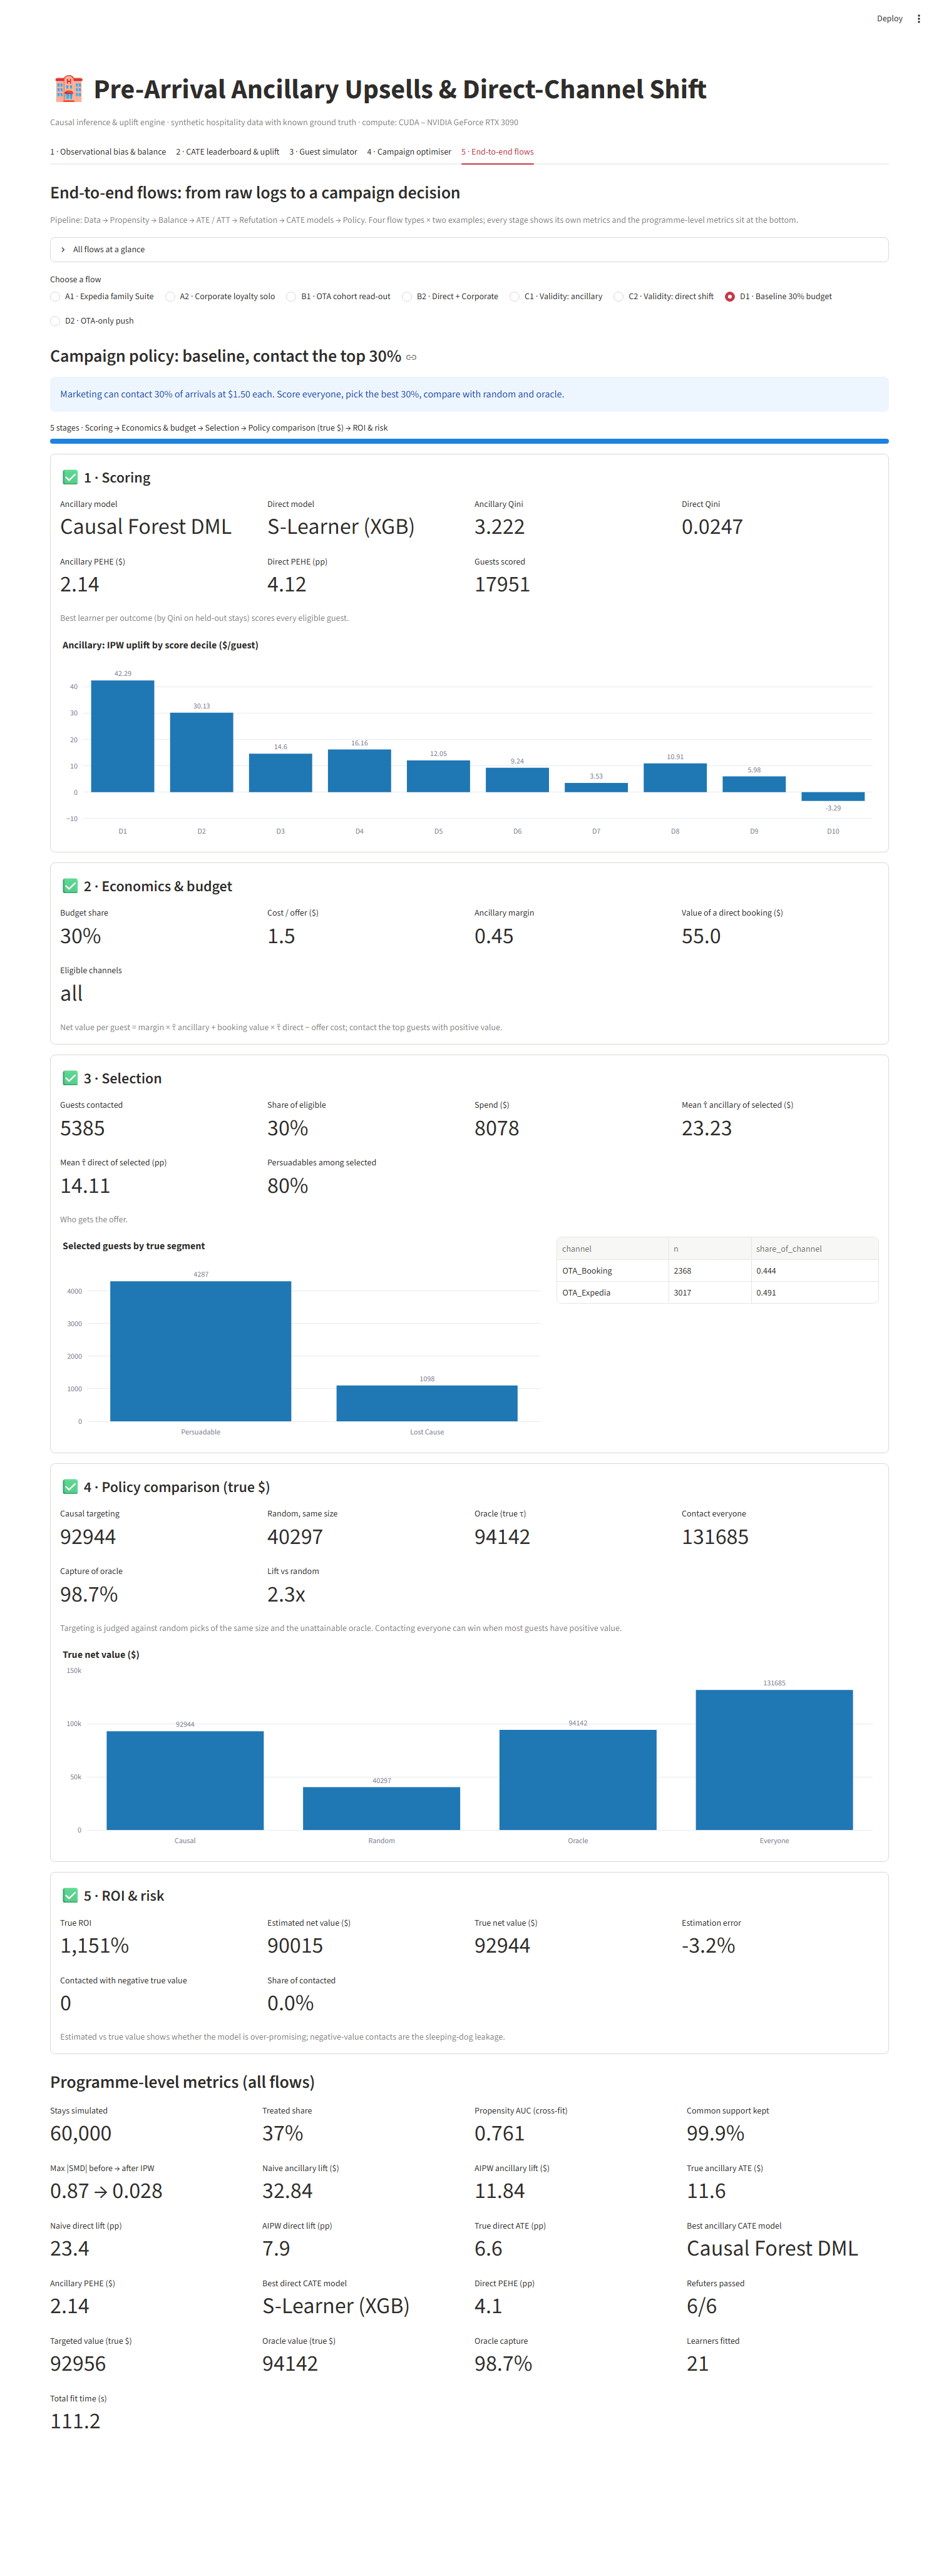 Deploy
Pre-Arrival Ancillary Upsells & Direct-Channel Shift
Causal inference & uplift engine · synthetic hospitality data with known ground truth · compute: CUDA – NVIDIA GeForce RTX 3090
1 · Observational bias & balance 2 · CATE leaderboard & uplift 3 · Guest simulator 4 · Campaign optimiser 5 · End-to-end flows
End-to-end flows: from raw logs to a campaign decision
Pipeline: Data → Propensity → Balance → ATE / ATT → Refutation → CATE models → Policy. Four flow types × two examples; every stage shows its own metrics and the programme-level metrics sit at the bottom.
All flows at a glance
Choose a flow
A1 · Expedia family Suite A2 · Corporate loyalty solo B1 · OTA cohort read-out B2 · Direct + Corporate C1 · Validity: ancillary C2 · Validity: direct shift D1 · Baseline 30% budget
D2 · OTA-only push
Campaign policy: baseline, contact the top 30%
Marketing can contact 30% of arrivals at $1.50 each. Score everyone, pick the best 30%, compare with random and oracle.
5 stages · Scoring → Economics & budget → Selection → Policy comparison (true $) → ROI & risk
1 · Scoring
Ancillary model Direct model Ancillary Qini Direct Qini
Causal Forest DML S-Learner (XGB) 3.222 0.0247
Ancillary PEHE ($) Direct PEHE (pp) Guests scored
2.14 4.12 17951
Best learner per outcome (by Qini on held-out stays) scores every eligible guest.
Ancillary: IPW uplift by score decile ($/guest)
42.29
40
30.13
30
20
14.6 16.16 12.05 9.24 3.53 10.91 5.98
10
0
-3.29
−10
D1 D2 D3 D4 D5 D6 D7 D8 D9 D10
2 · Economics & budget
Budget share Cost / offer ($) Ancillary margin Value of a direct booking ($)
30% 1.5 0.45 55.0
Eligible channels
all
Net value per guest = margin × τ̂ ancillary + booking value × τ̂ direct − offer cost; contact the top guests with positive value.
3 · Selection
Guests contacted Share of eligible Spend ($) Mean τ̂ ancillary of selected ($)
5385 30% 8078 23.23
Mean τ̂ direct of selected (pp) Persuadables among selected
14.11 80%
Who gets the offer.
Selected guests by true segment
4287
4000
3000
2000
1098
1000
0
Persuadable Lost Cause
channel n share_of_channel
OTA_Booking 2368 0.444
OTA_Expedia 3017 0.491
4 · Policy comparison (true $)
Causal targeting Random, same size Oracle (true τ) Contact everyone
92944 40297 94142 131685
Capture of oracle Lift vs random
98.7% 2.3x
Targeting is judged against random picks of the same size and the unattainable oracle. Contacting everyone can win when most guests have positive value.
True net value ($)
150k
131685
100k
92944 94142
50k
40297
0
Causal Random Oracle Everyone
5 · ROI & risk
True ROI Estimated net value ($) True net value ($) Estimation error
1,151% 90015 92944 -3.2%
Contacted with negative true value Share of contacted
0 0.0%
Estimated vs true value shows whether the model is over-promising; negative-value contacts are the sleeping-dog leakage.
Programme-level metrics (all flows)
Stays simulated Treated share Propensity AUC (cross-fit) Common support kept
60,000 37% 0.761 99.9%
Max |SMD| before → after IPW Naive ancillary lift ($) AIPW ancillary lift ($) True ancillary ATE ($)
0.87 → 0.028 32.84 11.84 11.6
Naive direct lift (pp) AIPW direct lift (pp) True direct ATE (pp) Best ancillary CATE model
23.4 7.9 6.6 Causal Forest DML
Ancillary PEHE ($) Best direct CATE model Direct PEHE (pp) Refuters passed
2.14 S-Learner (XGB) 4.1 6/6
Targeted value (true $) Oracle value (true $) Oracle capture Learners fitted
92956 94142 98.7% 21
Total fit time (s)
111.2